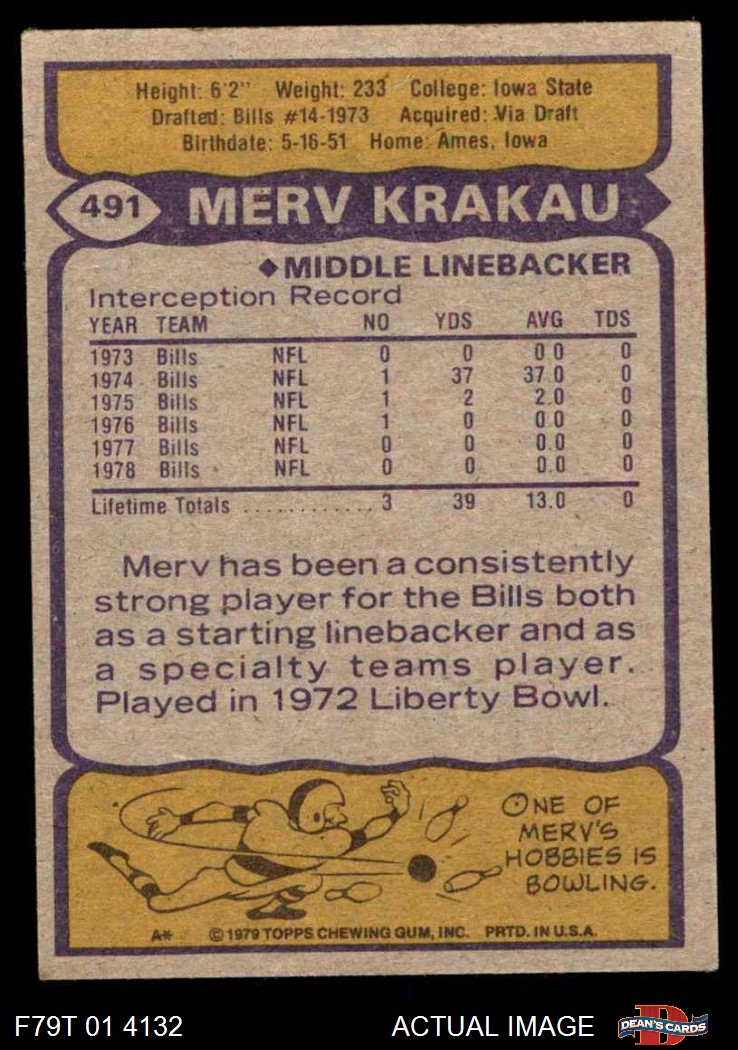 Height: 6'2" Weight: 233 College: Iowa State
Drafted: Bills #14-1973 Acquired: Via Draft
Birthdate: 5-16-51 Home: Ames, Iowa
491 MERV KRAKAU
◆MIDDLE LINEBACKER
Interception Record
YEAR TEAM NO YDS AVG TDS
1973 Bills NFL 0 0 0 0 0
1974 Bills NFL 1 37 37.0 0
1975 Bills NFL 1 2 2.0 0
1976 Bills NFL 1 0 0.0 0
1977 Bills NFL 0 0 0.0 0
1978 Bills NFL 0 0 0.0 0
Lifetime Totals ............ 3 39 13.0 0
Merv has been a consistently
strong player for the Bills both
as a starting linebacker and as
a specialty teams player.
Played in 1972 Liberty Bowl.
ONE OF
MERV'S
HOBBIES IS
BOWLING.
A* © 1979 TOPPS CHEWING GUM, INC. PRTD. IN U.S.A.
F79T 01 4132 ACTUAL IMAGE D DEAN'S CARDS